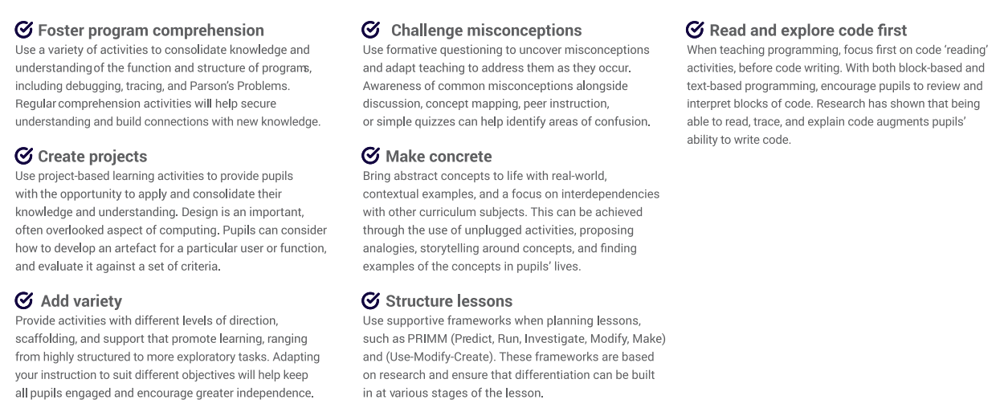 Foster program comprehension
Use a variety of activities to consolidate knowledge and
understanding of the function and structure of programs,
including debugging, tracing, and Parson's Problems.
Regular comprehension activities will help secure
understanding and build connections with new knowledge.
Create projects
Use project-based learning activities to provide pupils
with the opportunity to apply and consolidate their
knowledge and understanding. Design is an important,
often overlooked aspect of computing. Pupils can consider
how to develop an artefact for a particular user or function,
and evaluate it against a set of criteria.
Add variety
Provide activities with different levels of direction,
scaffolding, and support that promote learning, ranging
from highly structured to more exploratory tasks. Adapting
your instruction to suit different objectives will help keep
all pupils engaged and encourage greater independence.
Challenge misconceptions
Use formative questioning to uncover misconceptions
and adapt teaching to address them as they occur.
Awareness of common misconceptions alongside
discussion, concept mapping, peer instruction,
or simple quizzes can help identify areas of confusion.
Make concrete
Bring abstract concepts to life with real-world,
contextual examples, and a focus on interdependencies
with other curriculum subjects. This can be achieved
through the use of unplugged activities, proposing
analogies, storytelling around concepts, and finding
examples of the concepts in pupils' lives.
Structure lessons
Use supportive frameworks when planning lessons,
such as PRIMM (Predict, Run, Investigate, Modify, Make)
and (Use-Modify-Create). These frameworks are based
on research and ensure that differentiation can be built
in at various stages of the lesson.
Read and explore code first
When teaching programming, focus first on code 'reading'
activities, before code writing. With both block-based and
text-based programming, encourage pupils to review and
interpret blocks of code. Research has shown that being
able to read, trace, and explain code augments pupils'
ability to write code.